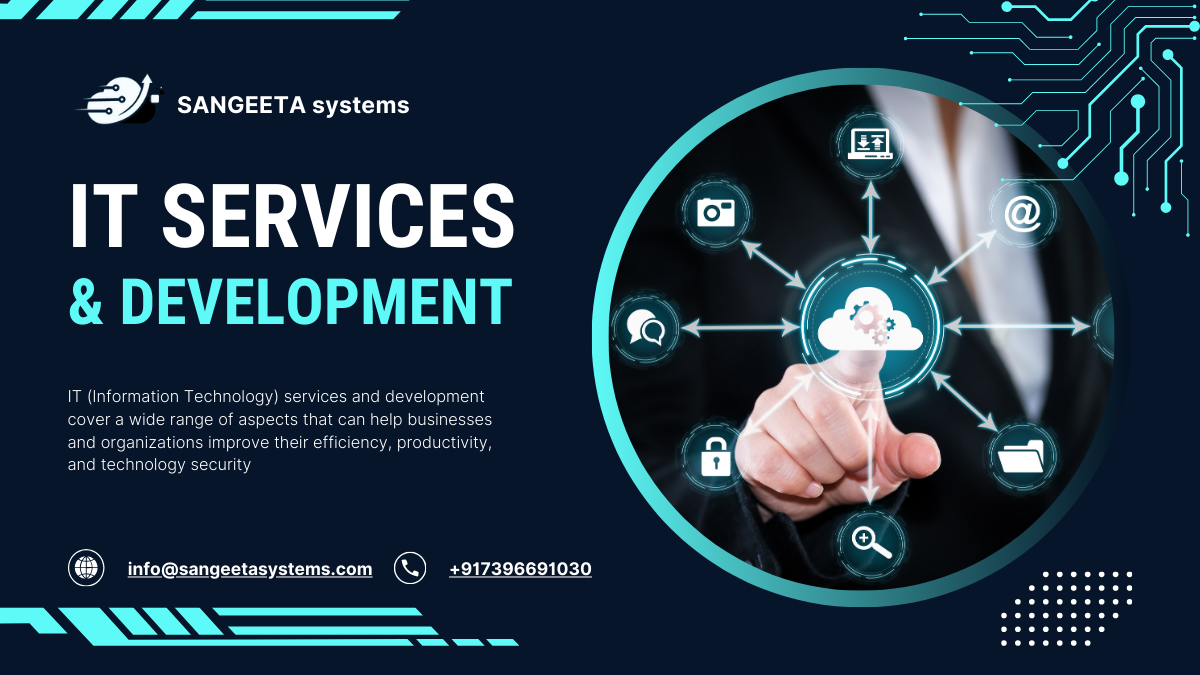 SANGEETA systems
IT SERVICES
& DEVELOPMENT
IT (Information Technology) services and development
cover a wide range of aspects that can help businesses
and organizations improve their efficiency, productivity,
and technology security
info@sangeetasystems.com
+917396691030